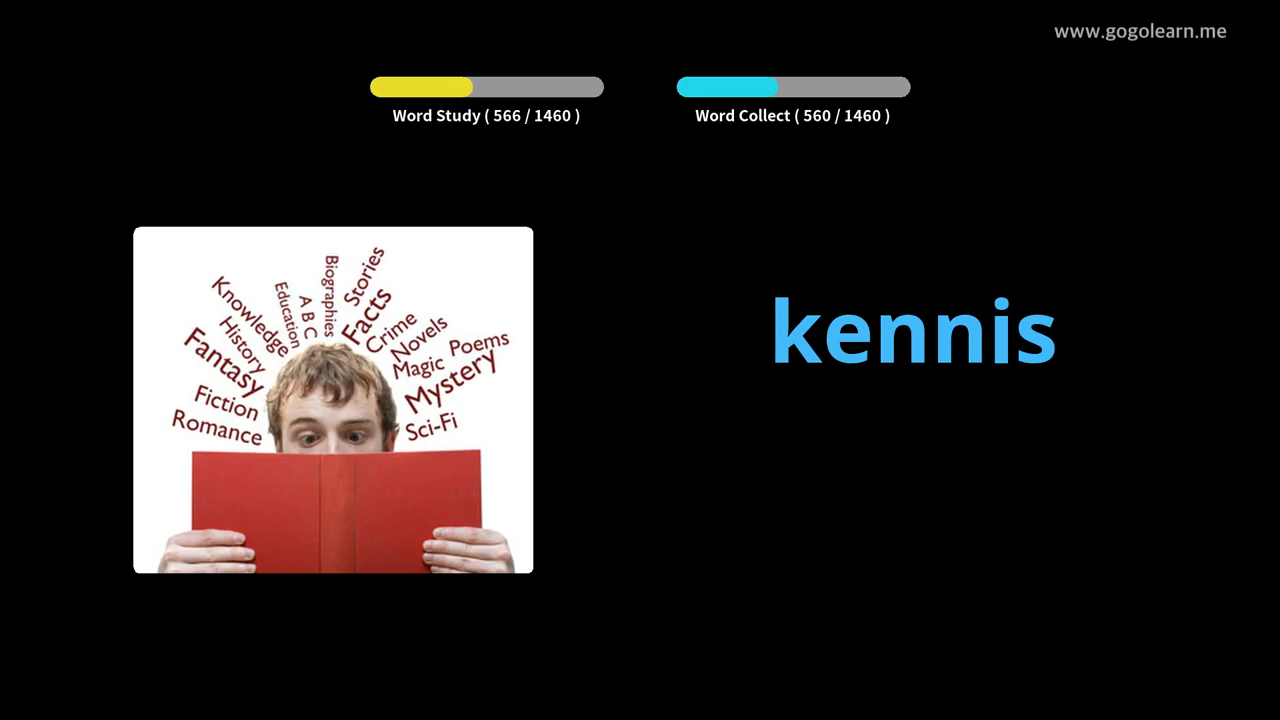 www.gogolearn.me
Word Study ( 566 / 1460 )
Word Collect ( 560 / 1460 )
Biographies
Stories
Education
A B C
Facts
Knowledge
History
Crime
Novels
Fantasy
Magic
Poems
Mystery
Fiction
Romance
Sci-Fi
kennis